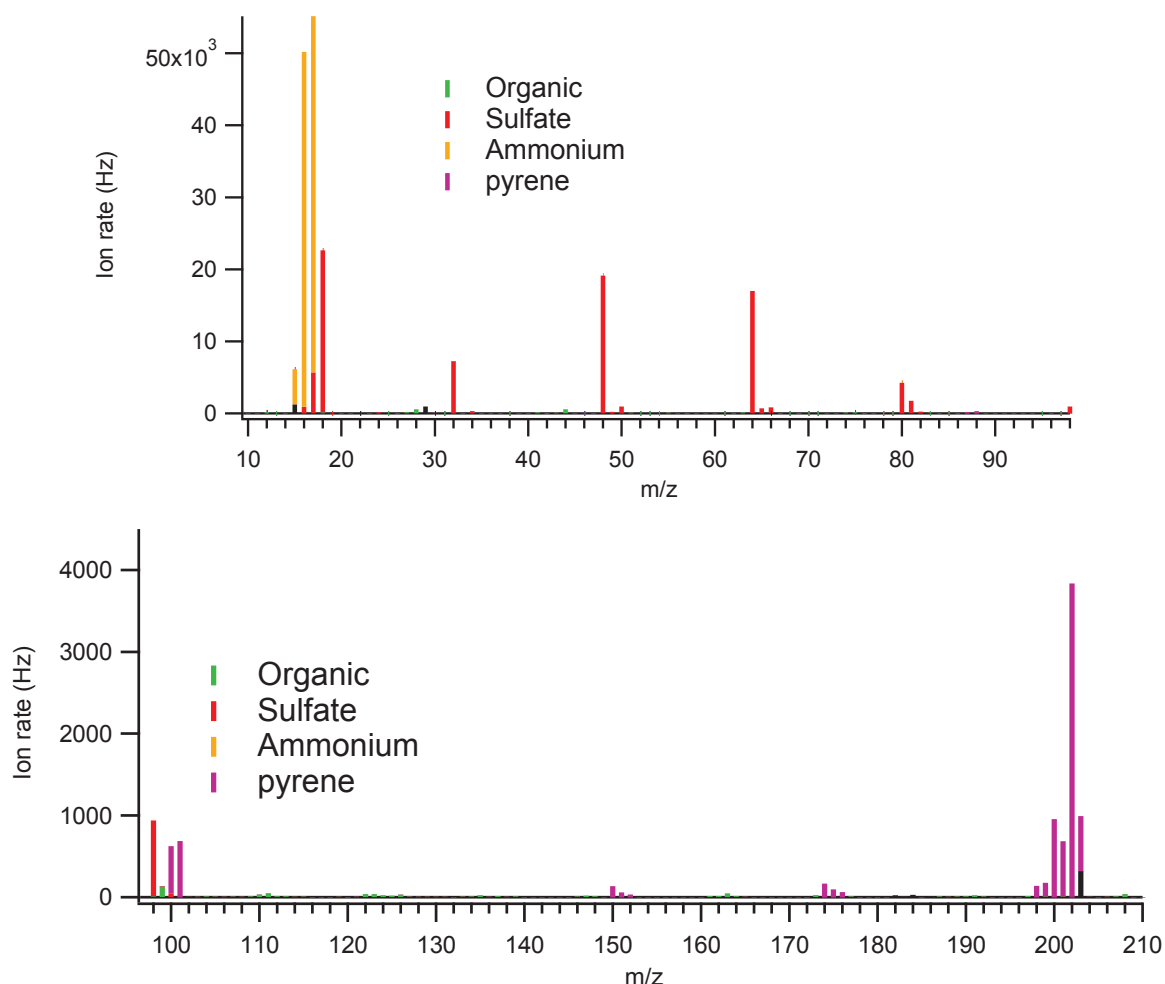 50x10³
40
30
20
10
0
Ion rate (Hz)
Organic
Sulfate
Ammonium
pyrene
10 20 30 40 50 60 70 80 90
m/z
4000
3000
2000
1000
0
Ion rate (Hz)
Organic
Sulfate
Ammonium
pyrene
100 110 120 130 140 150 160 170 180 190 200 210
m/z